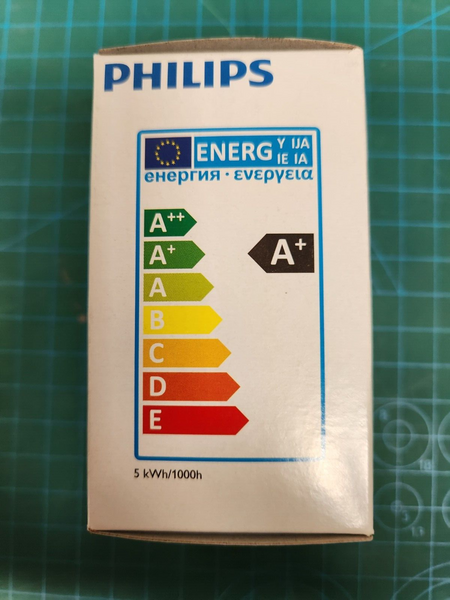 PHILIPS
ENERG Y IJA
IE IA
енергия · ενεργεια
A++
A+
A+
A
B
C
D
E
5 kWh/1000h